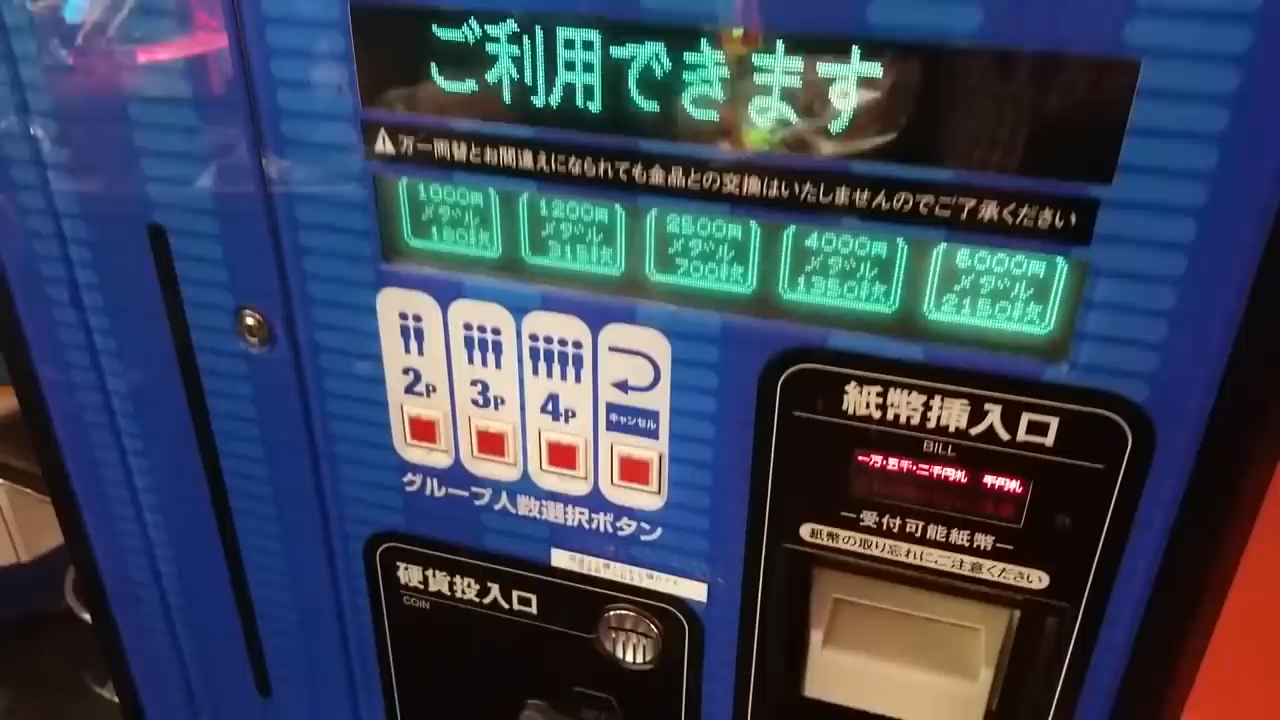 ご利用できます
万一両替とお間違えになられても金品との交換はいたしませんのでご了承ください
1000円
メダル
180枚
1200円
メダル
315枚
2500円
メダル
700枚
4000円
メダル
1350枚
6000円
メダル
2150枚
2P
3P
4P
キャンセル
グループ人数選択ボタン
紙幣挿入口
BILL
一万・五千・二千円札 千円札
受付可能紙幣
紙幣の取り忘れにご注意ください
硬貨投入口
COIN